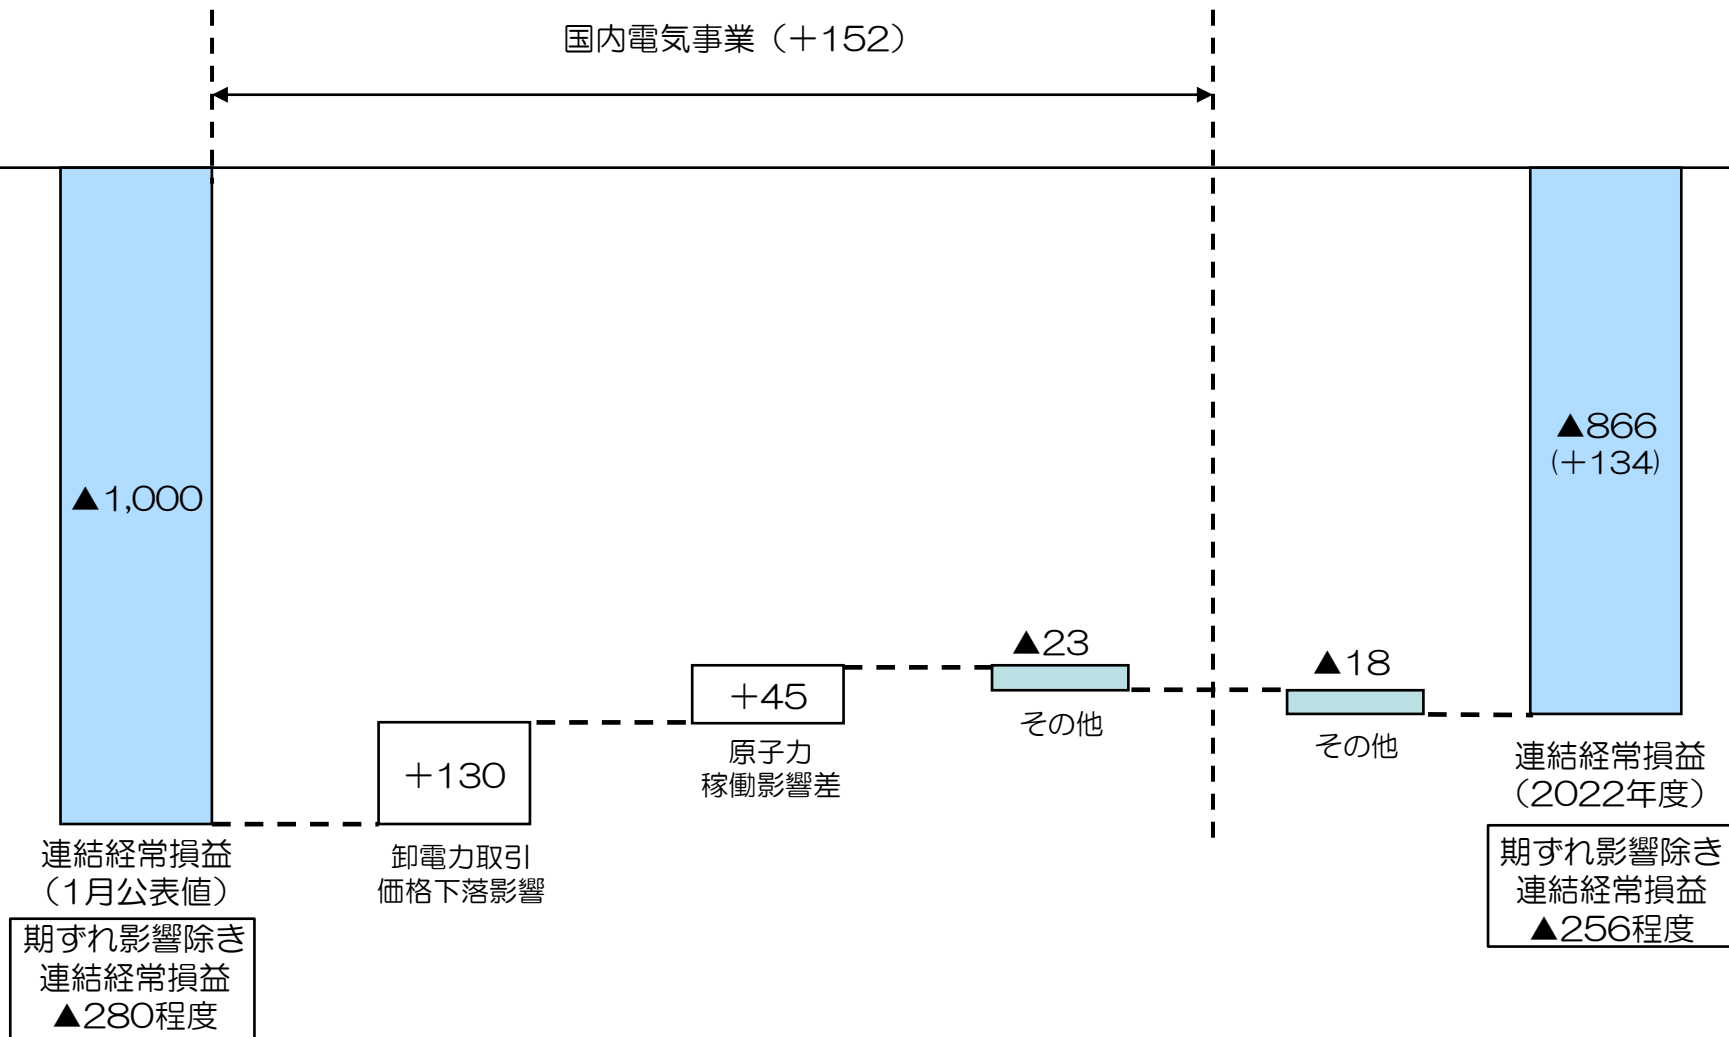 国内電気事業（＋152）
▲1,000
連結経常損益
（1月公表値）
期ずれ影響除き
連結経常損益
▲280程度
＋130
卸電力取引
価格下落影響
＋45
原子力
稼働影響差
▲23
その他
▲18
その他
▲866
(＋134)
連結経常損益
（2022年度）
期ずれ影響除き
連結経常損益
▲256程度